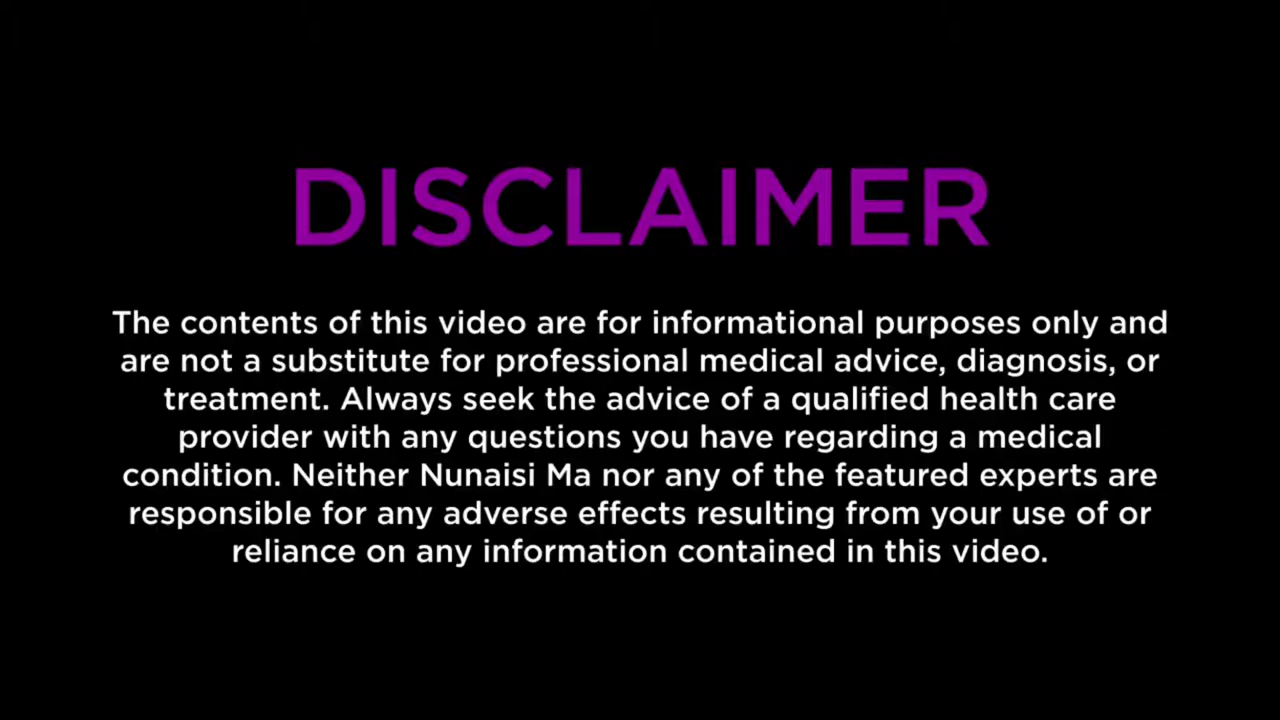 DISCLAIMER
The contents of this video are for informational purposes only and
are not a substitute for professional medical advice, diagnosis, or
treatment. Always seek the advice of a qualified health care
provider with any questions you have regarding a medical
condition. Neither Nunaisi Ma nor any of the featured experts are
responsible for any adverse effects resulting from your use of or
reliance on any information contained in this video.